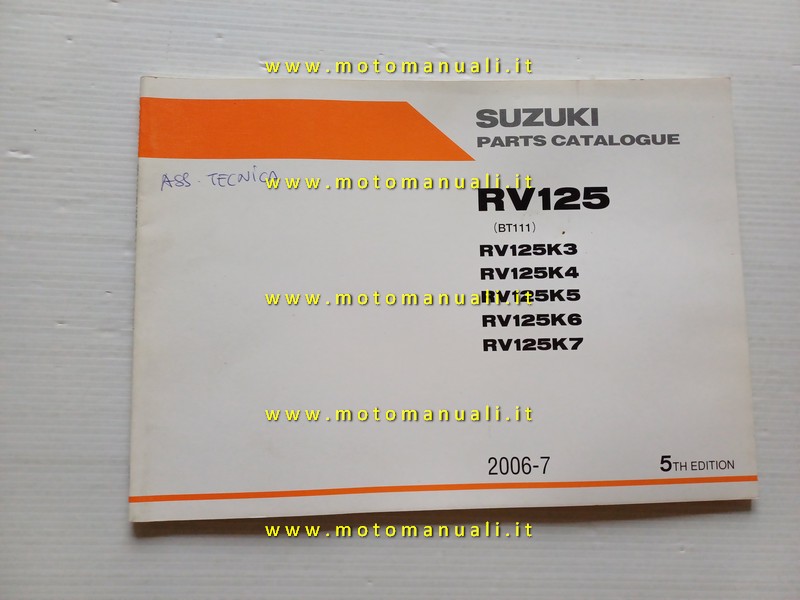 www.motomanuali.it
SUZUKI
PARTS CATALOGUE
ASS. TECNICA
www.motomanuali.it
RV125
(BT111)
RV125K3
RV125K4
www.motomanuali.it
RV125K5
RV125K6
RV125K7
www.motomanuali.it
2006-7
5TH EDITION
www.motomanuali.it